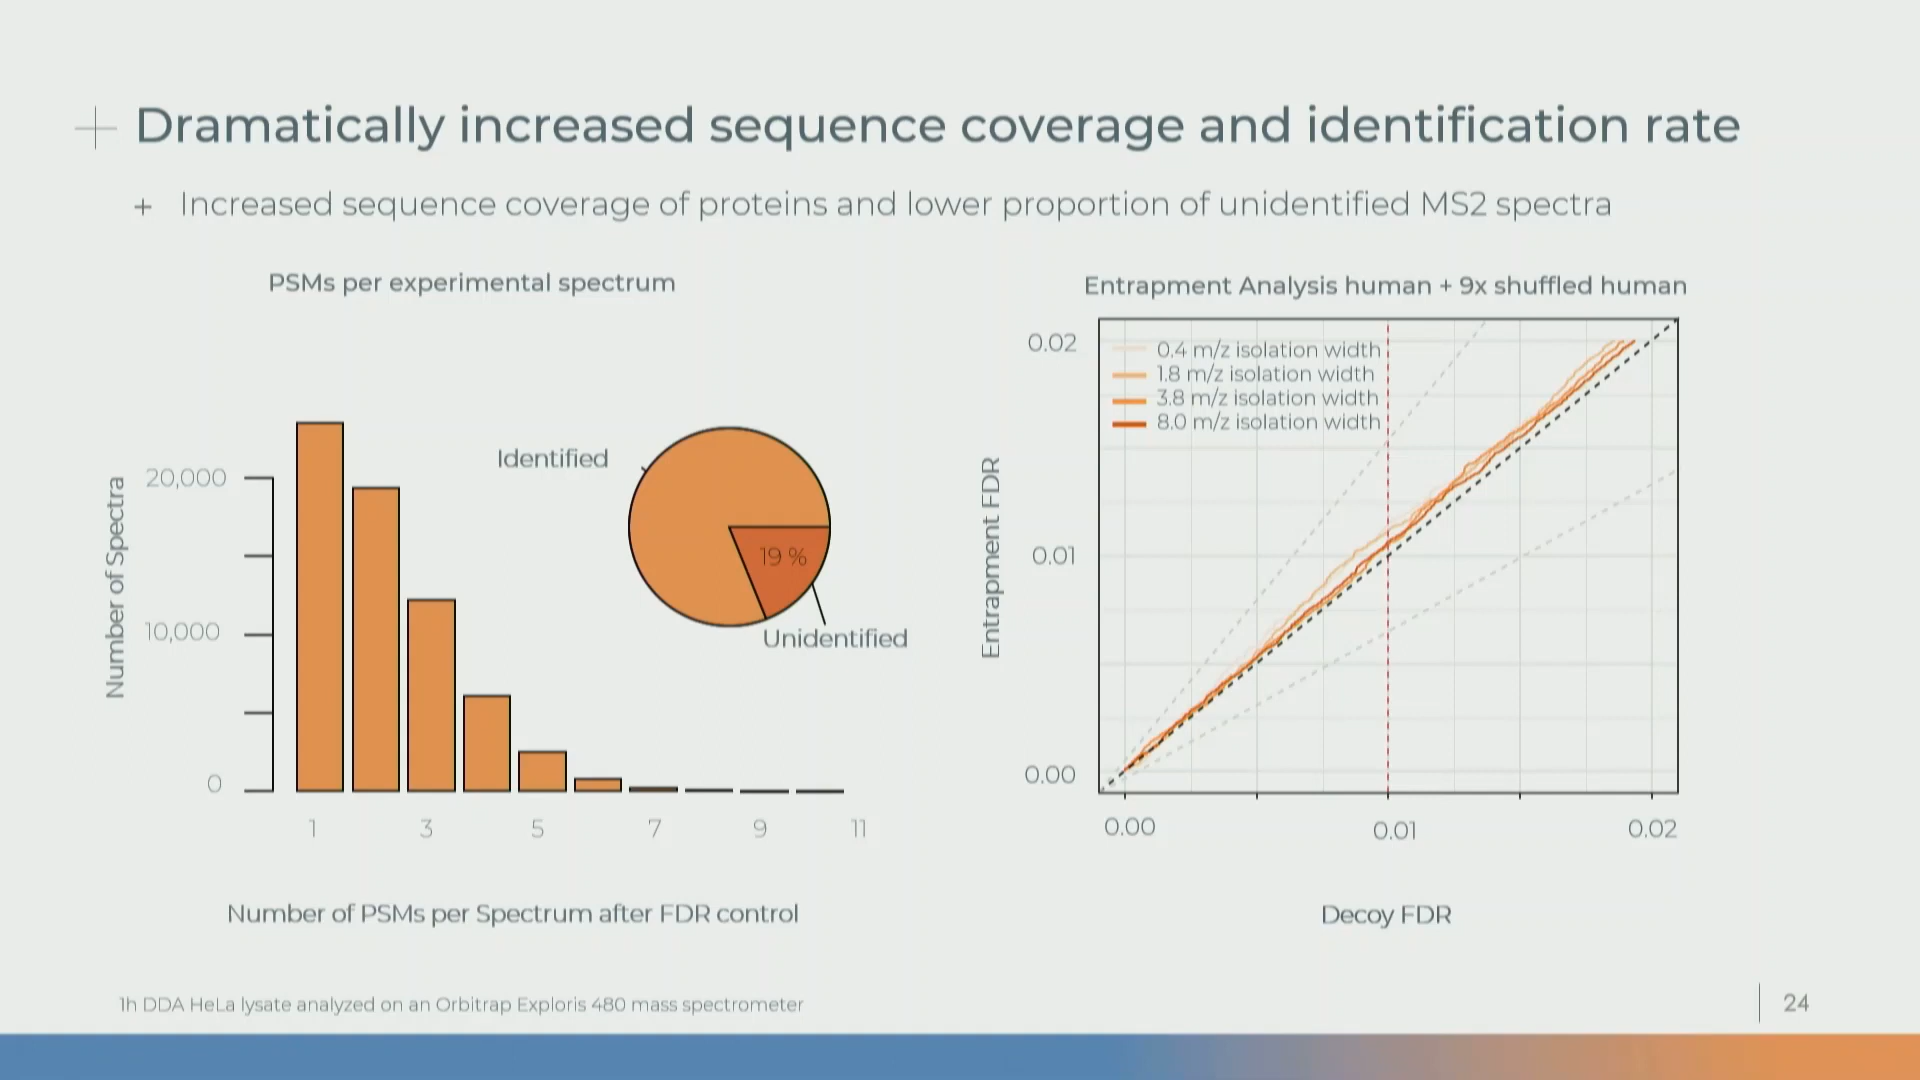 Dramatically increased sequence coverage and identification rate
+ Increased sequence coverage of proteins and lower proportion of unidentified MS2 spectra
PSMs per experimental spectrum
Number of Spectra
20,000
10,000
0
1 3 5 7 9 11
Identified
19 %
Unidentified
Number of PSMs per Spectrum after FDR control
Entrapment Analysis human + 9x shuffled human
Entrapment FDR
0.02
0.01
0.00
0.4 m/z isolation width
1.8 m/z isolation width
3.8 m/z isolation width
8.0 m/z isolation width
0.00 0.01 0.02
Decoy FDR
1h DDA HeLa lysate analyzed on an Orbitrap Exploris 480 mass spectrometer
24